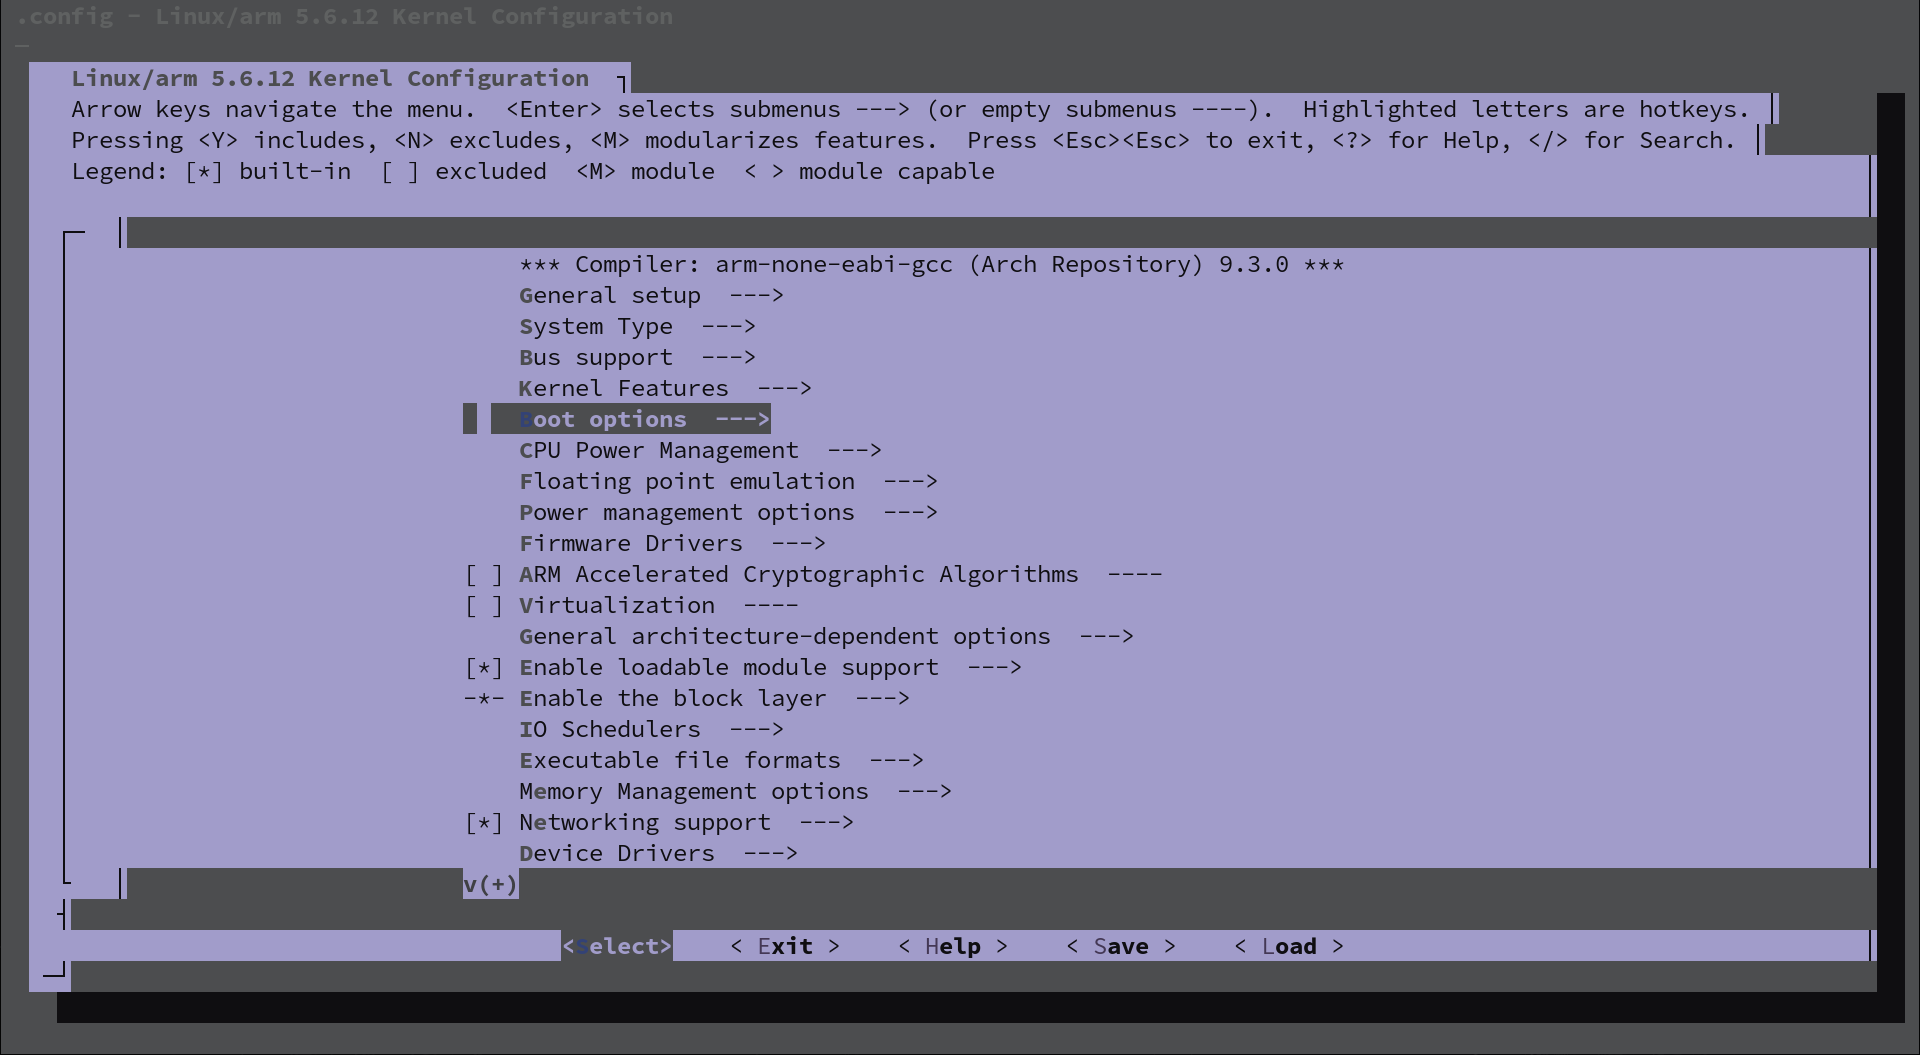 .config - Linux/arm 5.6.12 Kernel Configuration
Linux/arm 5.6.12 Kernel Configuration
Arrow keys navigate the menu.  <Enter> selects submenus ---> (or empty submenus ----).  Highlighted letters are hotkeys.
Pressing <Y> includes, <N> excludes, <M> modularizes features.  Press <Esc><Esc> to exit, <?> for Help, </> for Search.
Legend: [*] built-in  [ ] excluded  <M> module  < > module capable
*** Compiler: arm-none-eabi-gcc (Arch Repository) 9.3.0 ***
General setup  --->
System Type  --->
Bus support  --->
Kernel Features  --->
Boot options  --->
CPU Power Management  --->
Floating point emulation  --->
Power management options  --->
Firmware Drivers  --->
[ ] ARM Accelerated Cryptographic Algorithms  ----
[ ] Virtualization  ----
General architecture-dependent options  --->
[*] Enable loadable module support  --->
-*- Enable the block layer  --->
IO Schedulers  --->
Executable file formats  --->
Memory Management options  --->
[*] Networking support  --->
Device Drivers  --->
v(+)
<Select>    < Exit >    < Help >    < Save >    < Load >